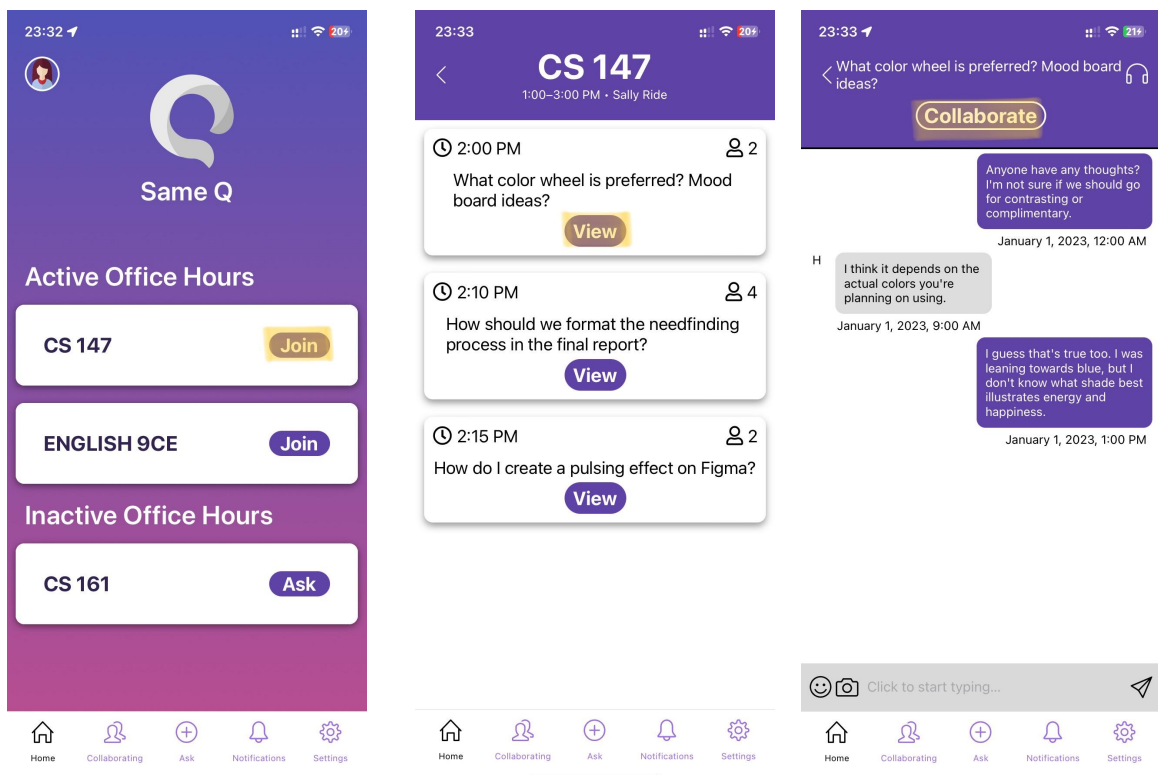 23:32
20
Same Q
Active Office Hours
CS 147
Join
ENGLISH 9CE
Join
Inactive Office Hours
CS 161
Ask
Home
Collaborating
Ask
Notifications
Settings
23:33
20
CS 147
1:00–3:00 PM • Sally Ride
2:00 PM
2
What color wheel is preferred? Mood
board ideas?
View
2:10 PM
4
How should we format the needfinding
process in the final report?
View
2:15 PM
2
How do I create a pulsing effect on Figma?
View
Home
Collaborating
Ask
Notifications
Settings
23:33
21
What color wheel is preferred? Mood board
ideas?
Collaborate
Anyone have any thoughts?
I'm not sure if we should go
for contrasting or
complimentary.
January 1, 2023, 12:00 AM
H
I think it depends on the
actual colors you're
planning on using.
January 1, 2023, 9:00 AM
I guess that's true too. I was
leaning towards blue, but I
don't know what shade best
illustrates energy and
happiness.
January 1, 2023, 1:00 PM
Click to start typing...
Home
Collaborating
Ask
Notifications
Settings